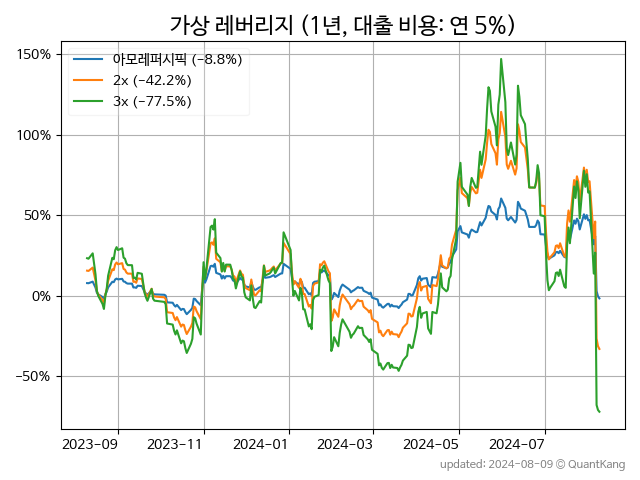 가상 레버리지 (1년, 대출 비용: 연 5%)
150%
100%
50%
0%
−50%
아모레퍼시픽 (−8.8%)
2x (−42.2%)
3x (−77.5%)
2023-09
2023-11
2024-01
2024-03
2024-05
2024-07
updated: 2024-08-09 © QuantKang